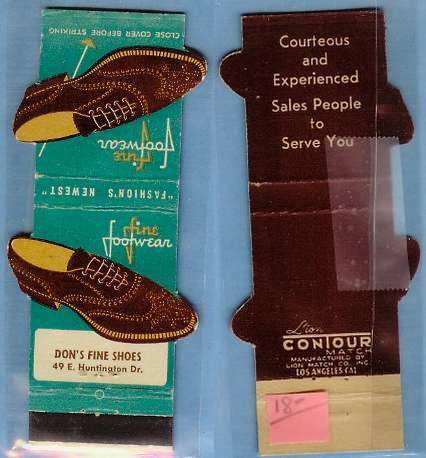 CLOSE COVER BEFORE STRIKING
fine
footwear
"FASHION'S NEWEST"
fine
footwear
DON'S FINE SHOES
49 E. Huntington Dr.
Courteous
and
Experienced
Sales People
to
Serve You
Lion
CONTOUR
MATCH
MANUFACTURED BY
LION MATCH CO. INC.
LOS ANGELES CAL
18-